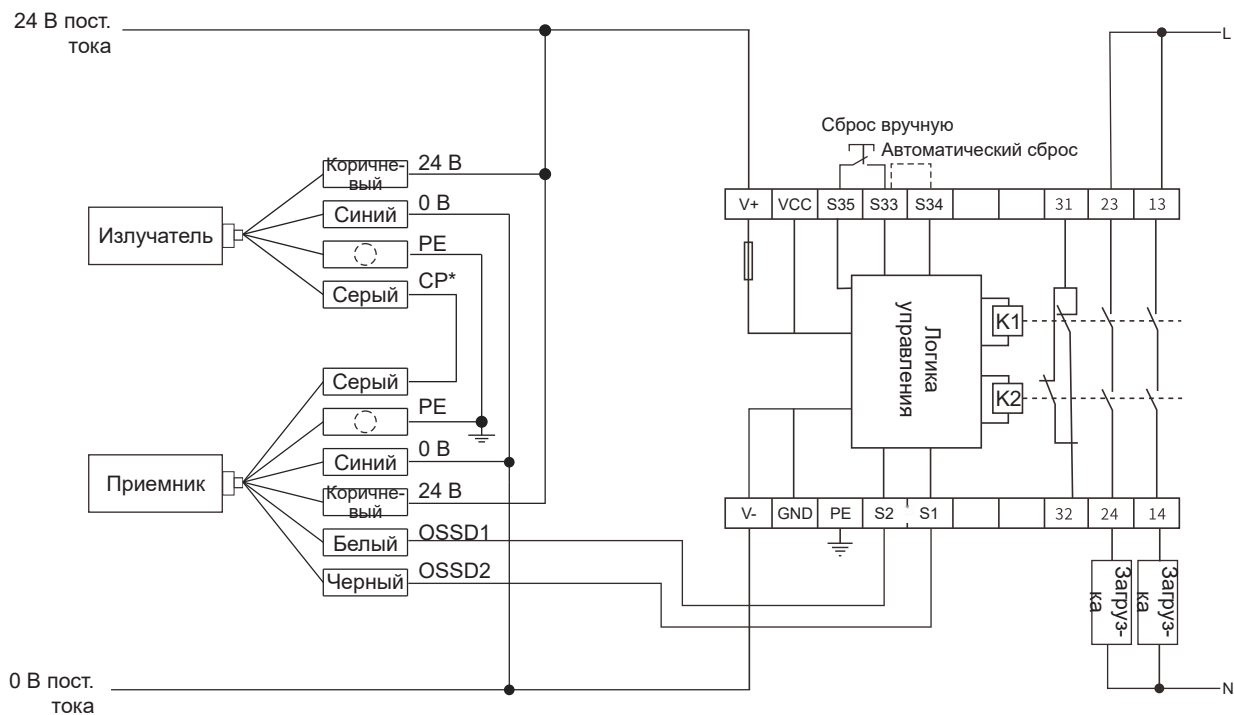 24 В пост.
тока
L
Сброс вручную
Автоматический сброс
Коричне-
вый
24 В
Синий
0 В
PE
Серый
CP*
Излучатель
V+ VCC S35 S33 S34 31 23 13
Логика
управления
K1
K2
Серый
PE
Синий
0 В
Коричне-
вый
24 В
Белый
OSSD1
Черный
OSSD2
Приемник
V- GND PE S2 S1 32 24 14
Загруз-
ка
Загруз-
ка
0 В пост.
тока
N